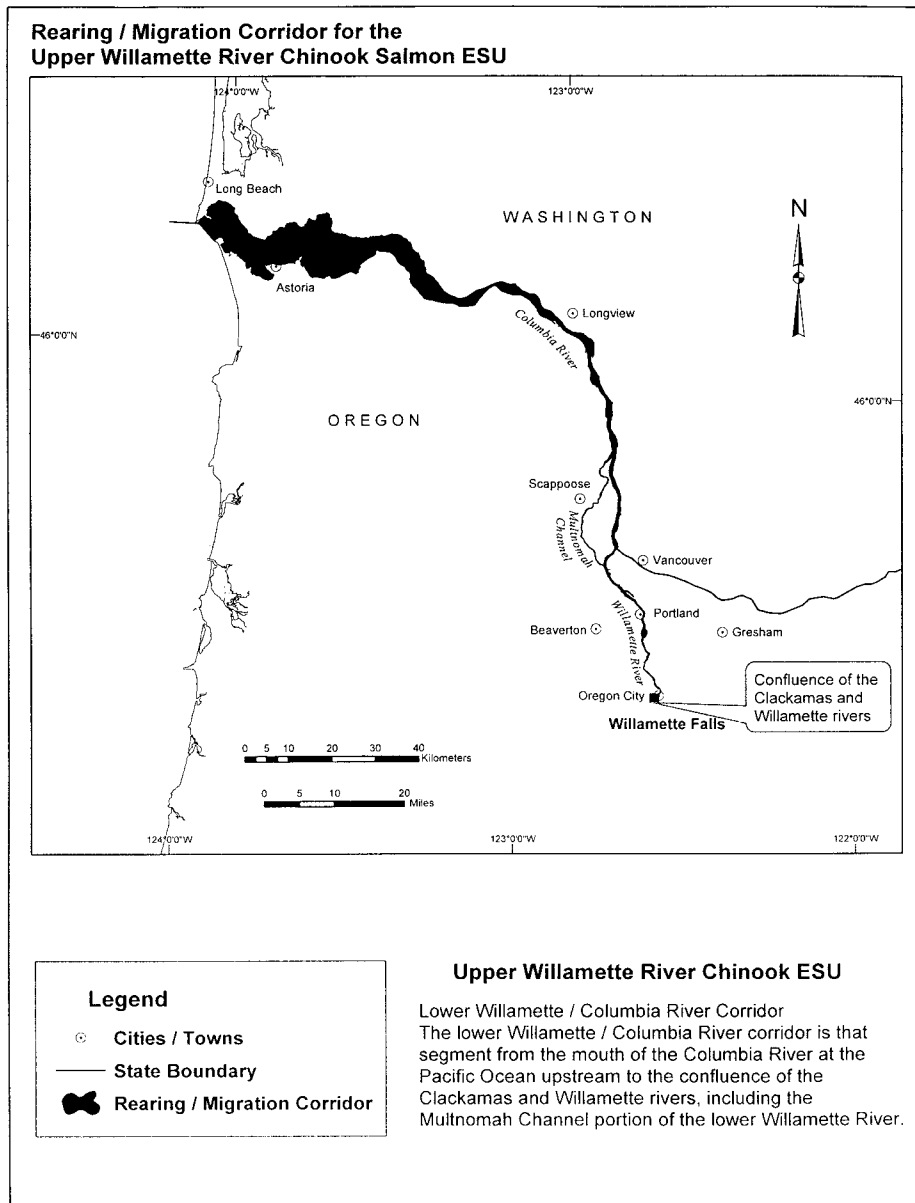 Rearing / Migration Corridor for the
Upper Willamette River Chinook Salmon ESU
124°0'0"W
123°0'0"W
Long Beach
WASHINGTON
N
Astoria
Longview
Columbia River
46°0'0"N
46°0'0"N
OREGON
Scappoose
Multnomah
Channel
Vancouver
Willamette River
Portland
Beaverton
Gresham
Oregon City
Willamette Falls
Confluence of the
Clackamas and
Willamette rivers
0 5 10 20 30 40
Kilometers
0 5 10 20
Miles
124°0'0"W
123°0'0"W
122°0'0"W
Legend
Cities / Towns
State Boundary
Rearing / Migration Corridor
Upper Willamette River Chinook ESU
Lower Willamette / Columbia River Corridor
The lower Willamette / Columbia River corridor is that
segment from the mouth of the Columbia River at the
Pacific Ocean upstream to the confluence of the
Clackamas and Willamette rivers, including the
Multnomah Channel portion of the lower Willamette River.